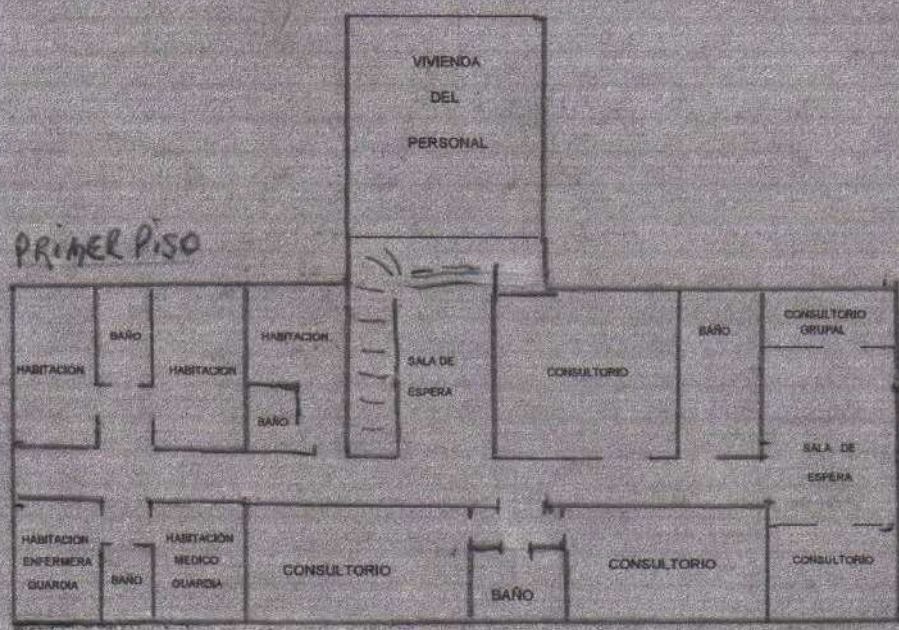 VIVIENDA
DEL
PERSONAL
PRIMER PISO
HABITACION
BAÑO
HABITACION
HABITACION
BAÑO
SALA DE
ESPERA
CONSULTORIO
BAÑO
CONSULTORIO
GRUPAL
SALA DE
ESPERA
HABITACION
ENFERMERA
GUARDIA
BAÑO
HABITACION
MEDICO
GUARDIA
CONSULTORIO
BAÑO
CONSULTORIO
CONSULTORIO